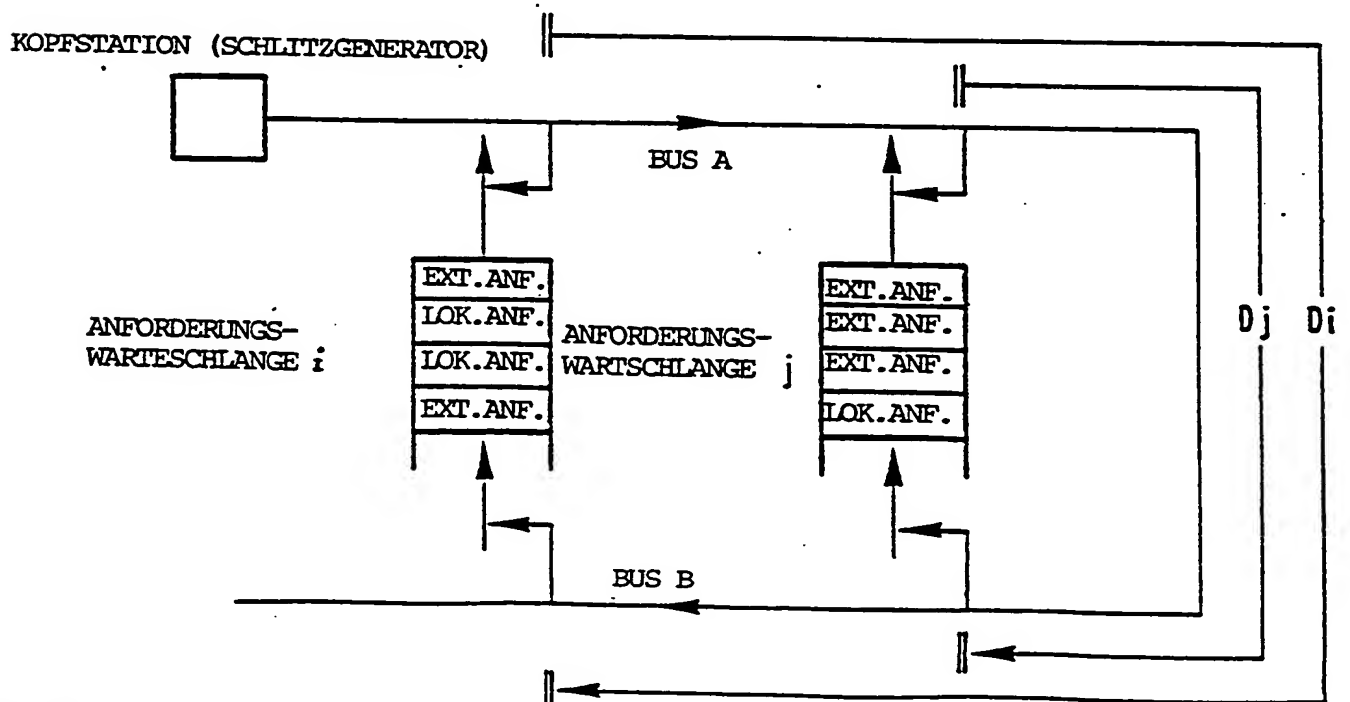 KOPFSTATION (SCHLITZGENERATOR)
BUS A
ANFORDERUNGS-
WARTESCHLANGE i
EXT.ANF.
LOK.ANF.
LOK.ANF.
EXT.ANF.
ANFORDERUNGS-
WARTSCHLANGE j
EXT.ANF.
EXT.ANF.
EXT.ANF.
LOK.ANF.
Dj Di
BUS B